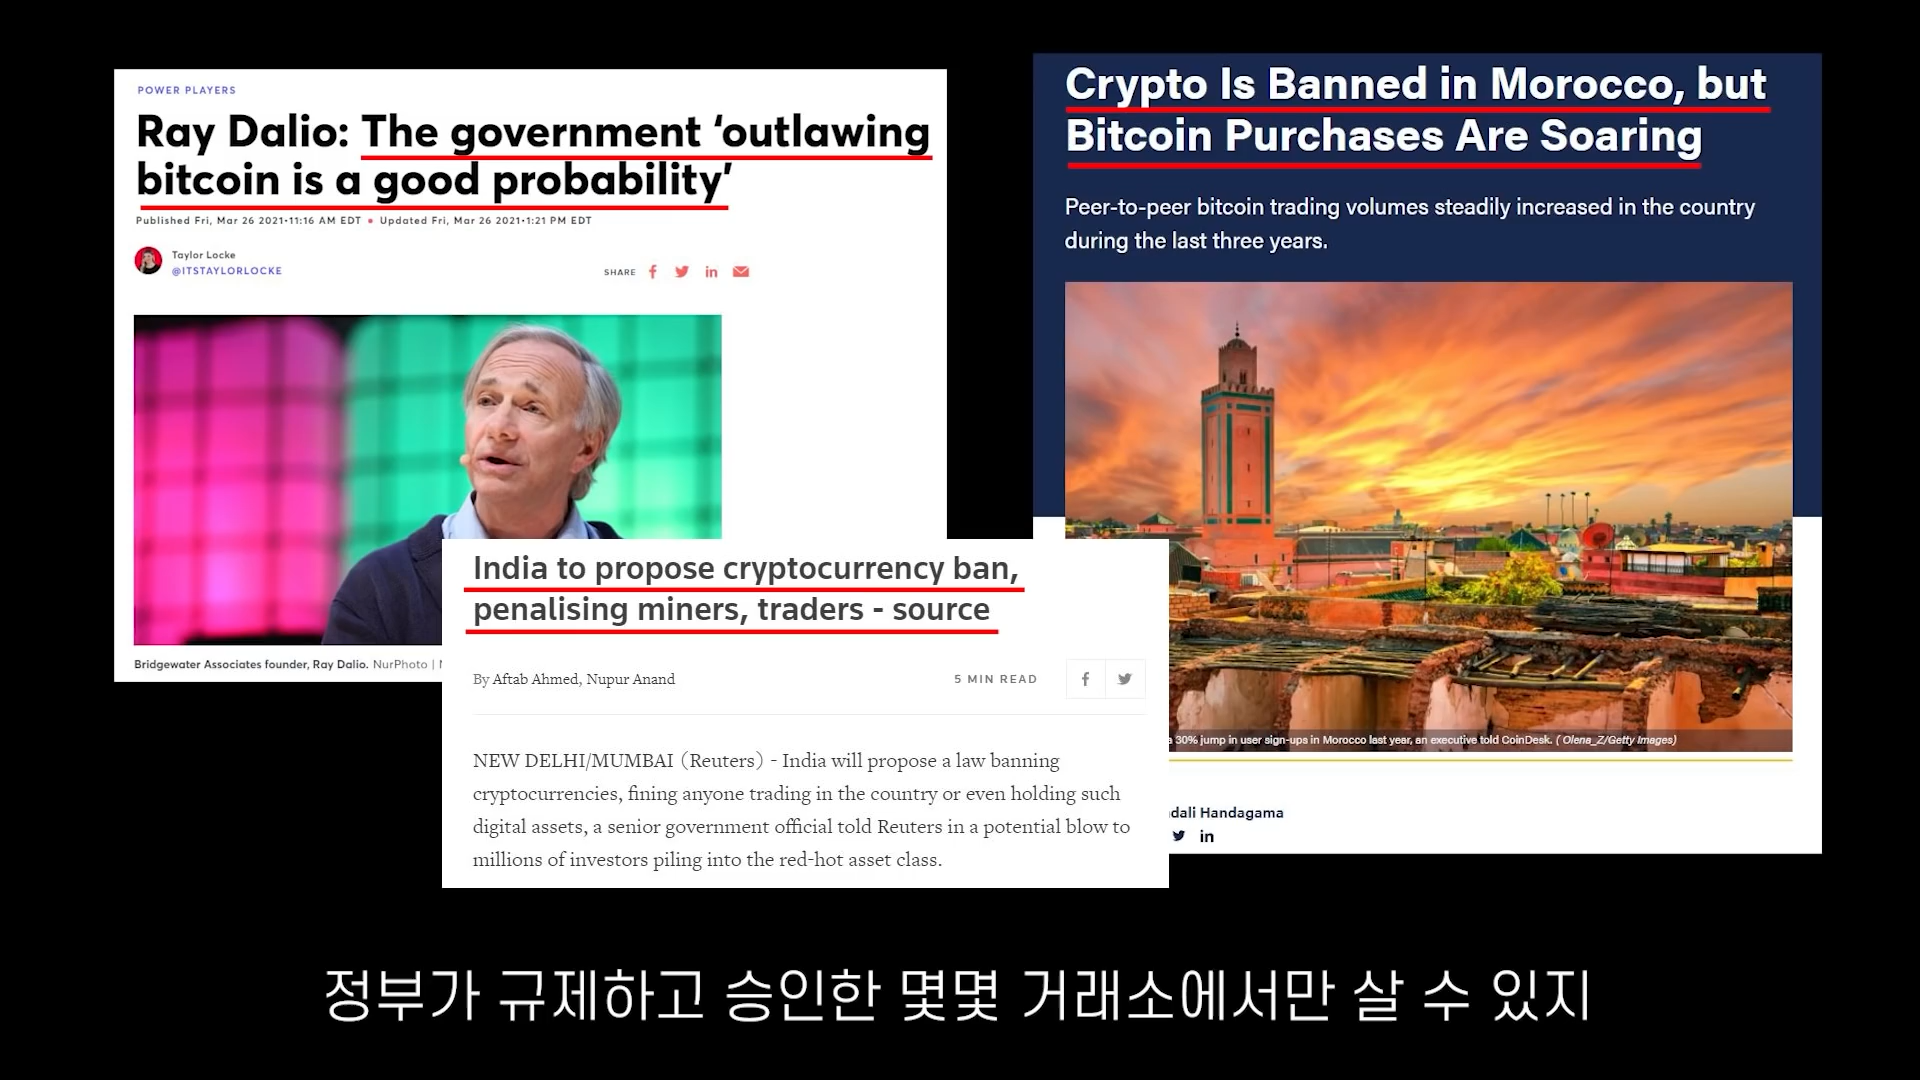 POWER PLAYERS
Ray Dalio: The government ‘outlawing
bitcoin is a good probability’
Published Fri, Mar 26 2021•11:16 AM EDT • Updated Fri, Mar 26 2021•1:21 PM EDT
Taylor Locke
@ITSTAYLORLOCKE
SHARE
Bridgewater Associates founder, Ray Dalio. NurPhoto |
Crypto Is Banned in Morocco, but
Bitcoin Purchases Are Soaring
Peer-to-peer bitcoin trading volumes steadily increased in the country
during the last three years.
a 30% jump in user sign-ups in Morocco last year, an executive told CoinDesk. ( Olena_Z/Getty Images)
dali Handagama
India to propose cryptocurrency ban,
penalising miners, traders - source
By Aftab Ahmed, Nupur Anand
5 MIN READ
NEW DELHI/MUMBAI (Reuters) - India will propose a law banning
cryptocurrencies, fining anyone trading in the country or even holding such
digital assets, a senior government official told Reuters in a potential blow to
millions of investors piling into the red-hot asset class.
정부가 규제하고 승인한 몇몇 거래소에서만 살 수 있지